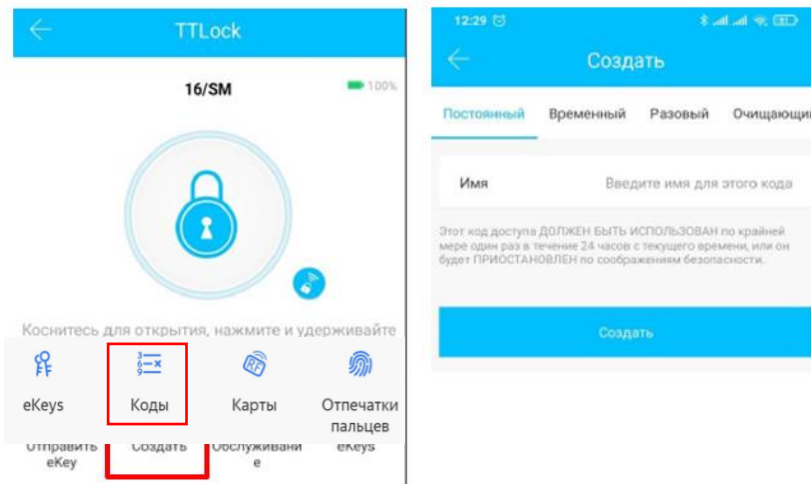 TTLock
16/SM
100%
Коснитесь для открытия, нажмите и удерживайте
eKeys
Коды
Карты
Отпечатки
пальцев
Отправить
eKey
Создать
Обслуживани
е
eKeys
12:29
Создать
Постоянный
Временный
Разовый
Очищающий
Имя
Введите имя для этого кода
Этот код доступа ДОЛЖЕН БЫТЬ ИСПОЛЬЗОВАН по крайней
мере один раз в течение 24 часов с текущего времени, или он
будет ПРИОСТАНОВЛЕН по соображениям безопасности.
Создать